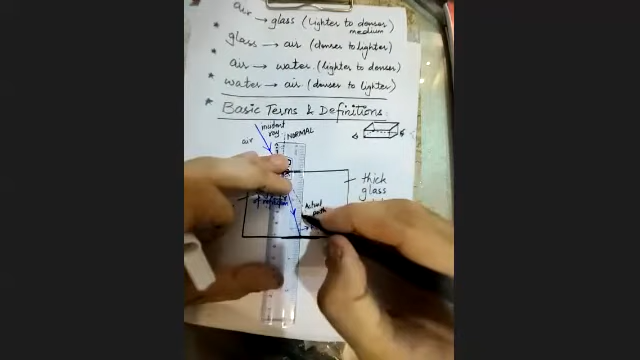 air → glass (lighter to denser medium)
* glass → air (denser to lighter)
* air → water (lighter to denser)
* water → air (denser to lighter)
* Basic Terms & Definitions
incident ray
NORMAL
air
thick glass
Actual path